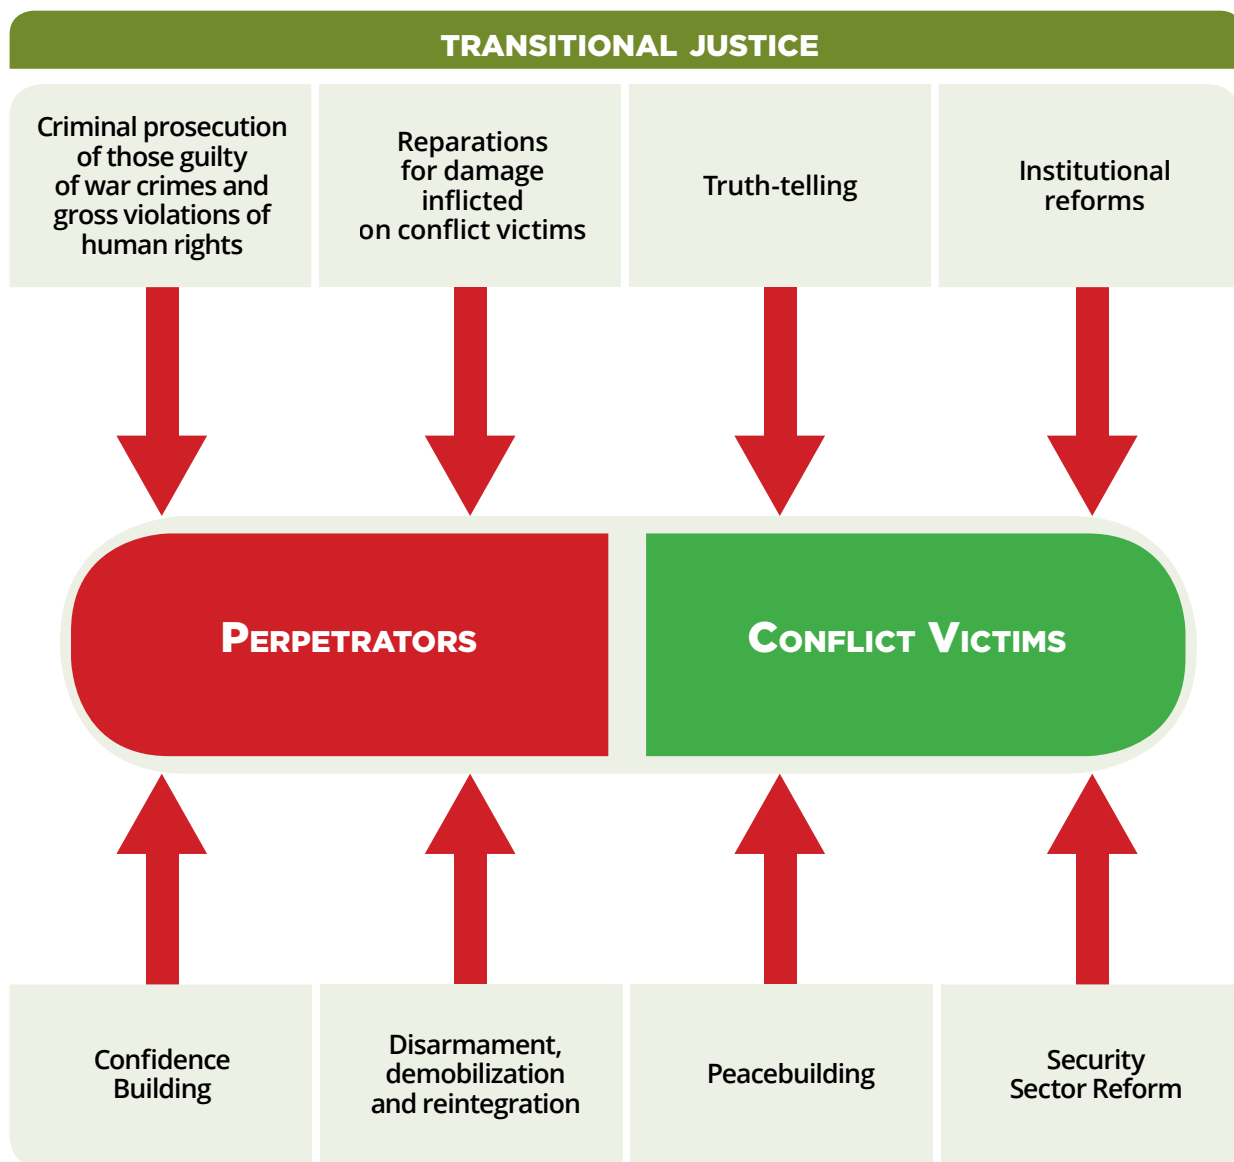 TRANSITIONAL JUSTICE
Criminal prosecution
of those guilty
of war crimes and
gross violations of
human rights
Reparations
for damage
inflicted
on conflict victims
Truth-telling
Institutional
reforms
PERPETRATORS
CONFLICT VICTIMS
Confidence
Building
Disarmament,
demobilization
and reintegration
Peacebuilding
Security
Sector Reform